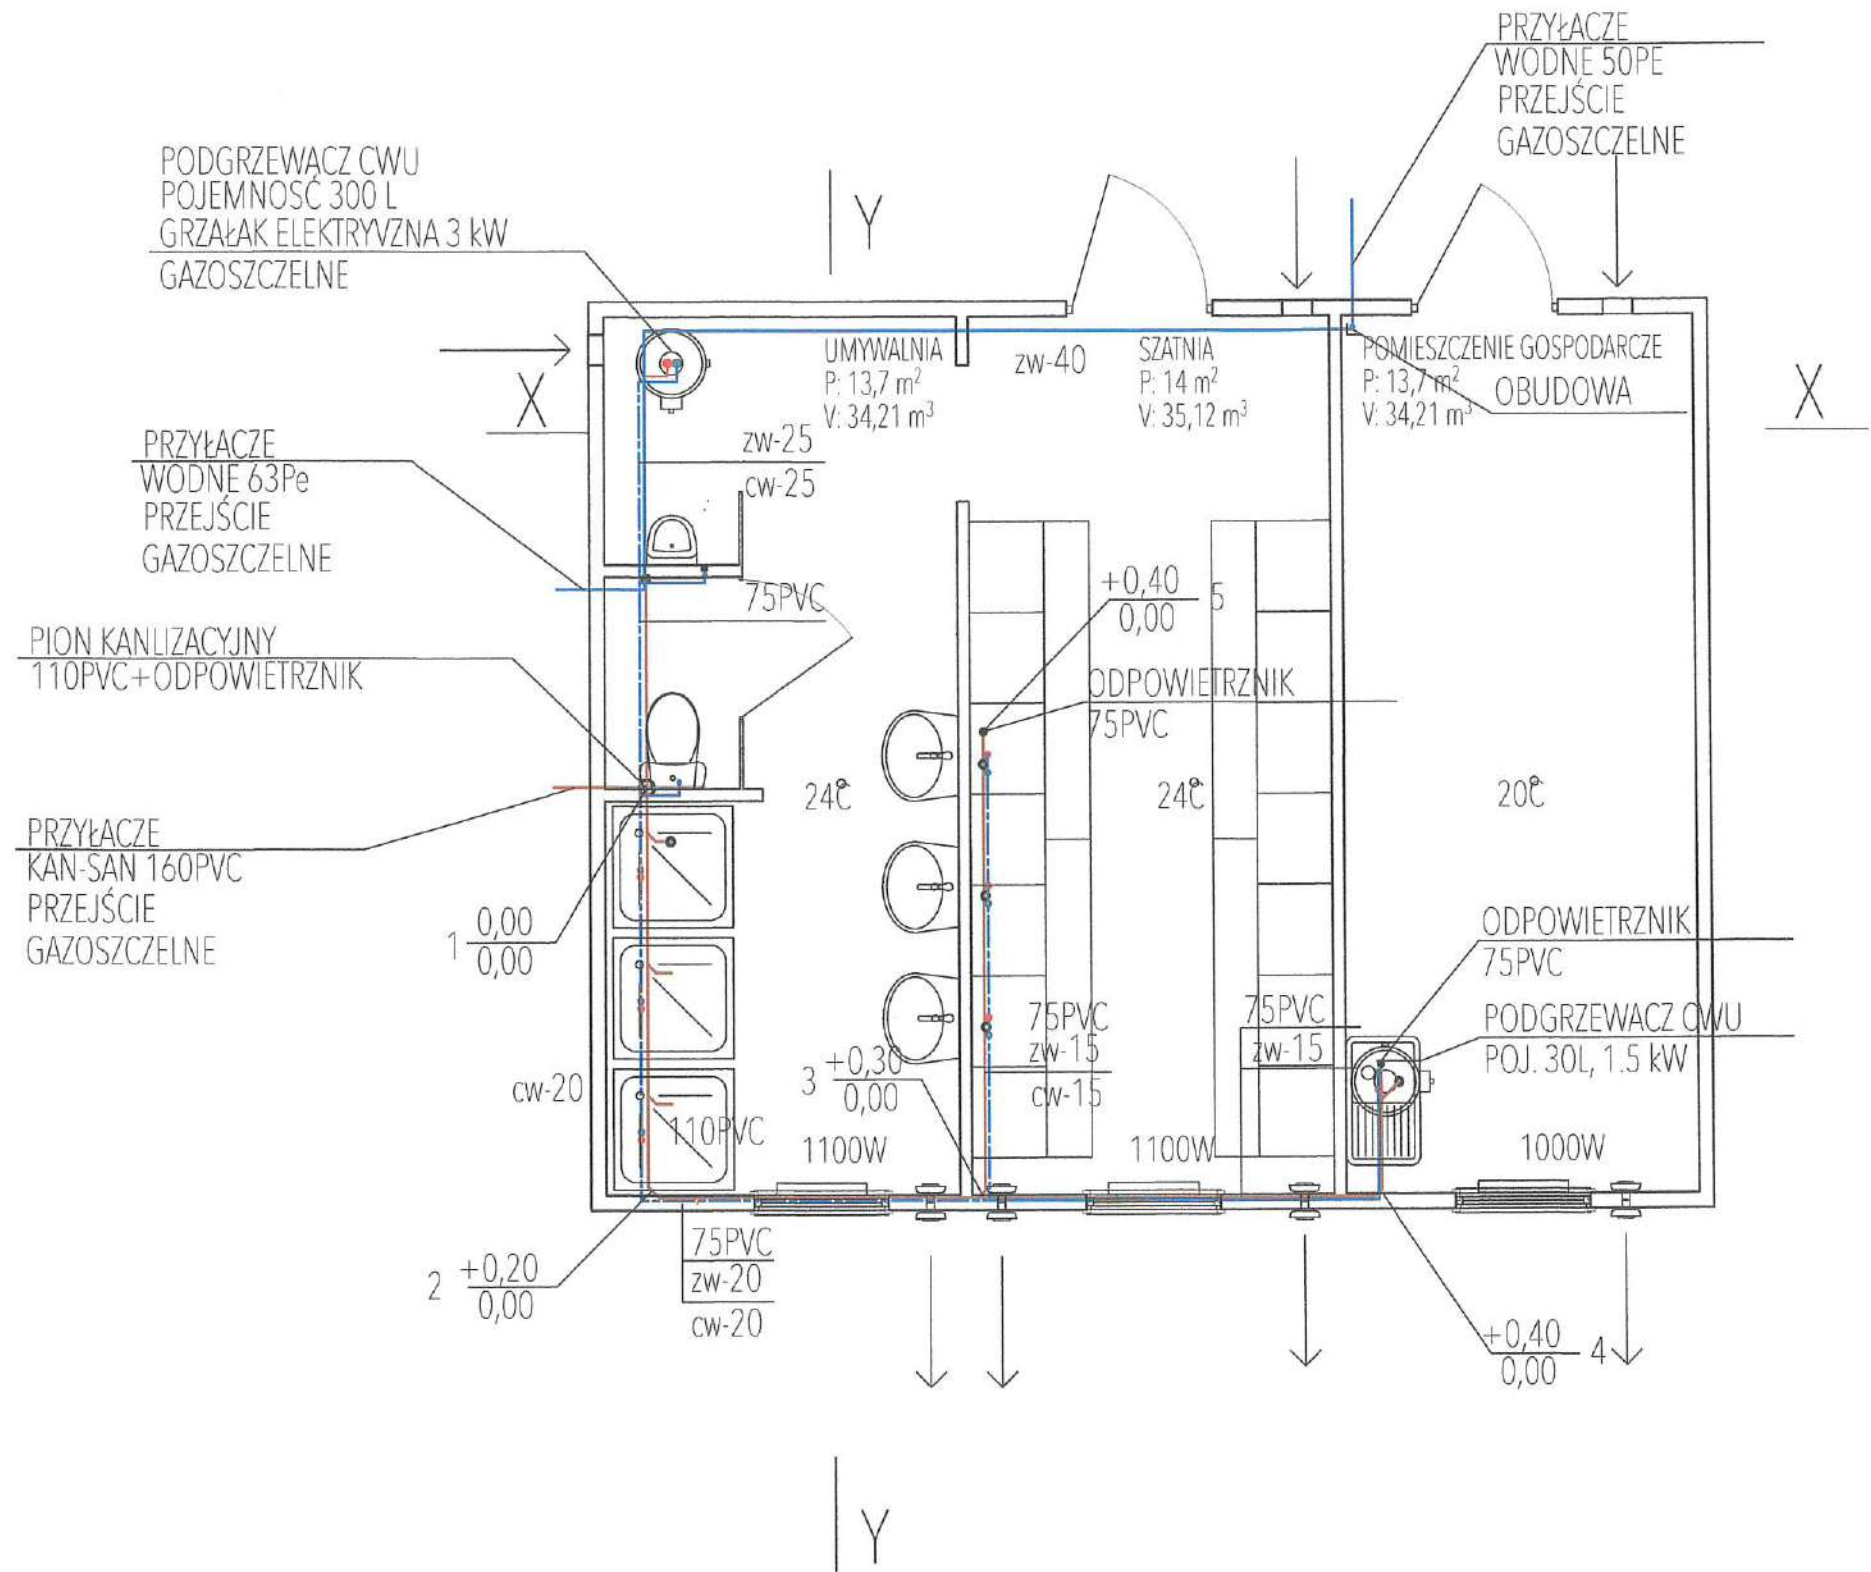 PRZYŁACZE
WODNE 50PE
PRZEJŚCIE
GAZOSZCZELNE
PODGRZEWACZ CWU
POJEMNOŚĆ 300 L
GRZAŁAK ELEKTRYVZNA 3 kW
GAZOSZCZELNE
Y
UMYWALNIA
P: 13,7 m²
V: 34,21 m³
zw-40
SZATNIA
P: 14 m²
V: 35,12 m³
POMIESZCZENIE GOSPODARCZE
P: 13,7 m²
V: 34,21 m³
OBUDOWA
X
X
PRZYŁACZE
WODNE 63Pe
PRZEJŚCIE
GAZOSZCZELNE
zw-25
cw-25
75PVC
+0,40
0,00
5
PION KANLIZACYJNY
110PVC+ODPOWIETRZNIK
ODPOWIETRZNIK
75PVC
24°C
24°C
20°C
PRZYŁACZE
KAN-SAN 160PVC
PRZEJŚCIE
GAZOSZCZELNE
1
0,00
0,00
ODPOWIETRZNIK
75PVC
PODGRZEWACZ CWU
POJ. 30L, 1.5 kW
75PVC
zw-15
cw-15
75PVC
zw-15
3
+0,30
0,00
cw-20
110PVC
1100W
1100W
1000W
75PVC
zw-20
cw-20
2
+0,20
0,00
+0,40
0,00
4
Y